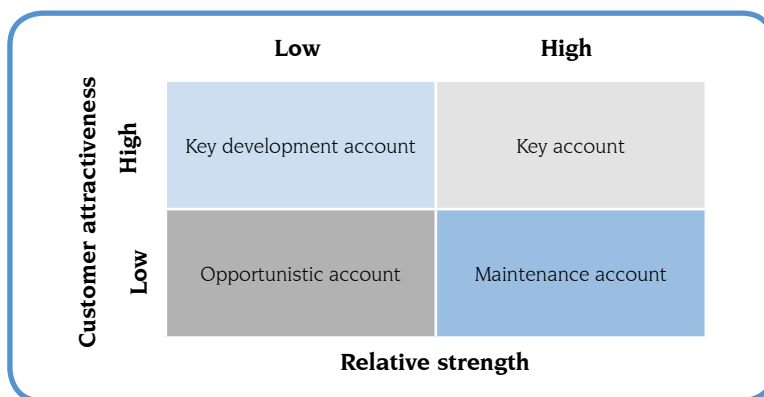 Low High
Customer attractiveness
High
Key development account Key account
Low
Opportunistic account Maintenance account
Relative strength